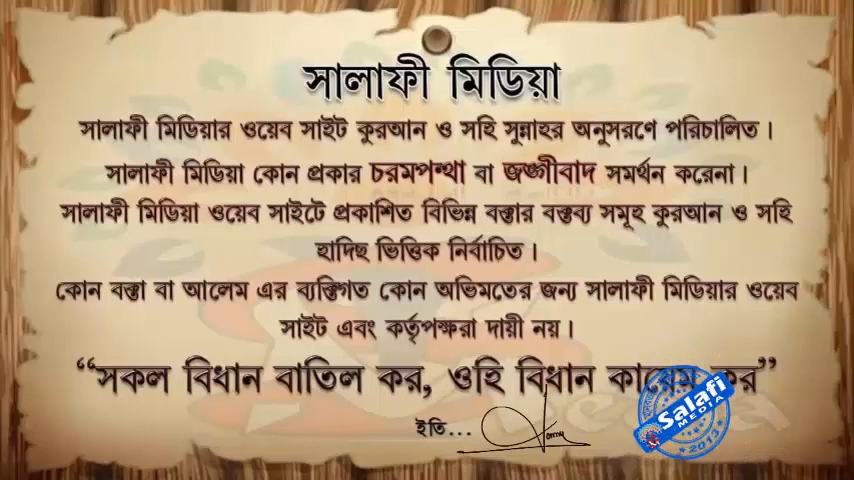 সালাফী মিডিয়া
সালাফী মিডিয়ার ওয়েব সাইট কুরআন ও সহি সুন্নাহর অনুসরণে পরিচালিত।
সালাফী মিডিয়া কোন প্রকার চরমপন্থা বা জঙ্গীবাদ সমর্থন করেনা।
সালাফী মিডিয়া ওয়েব সাইটে প্রকাশিত বিভিন্ন বক্তার বক্তব্য সমূহ কুরআন ও সহি
হাদিছ ভিত্তিক নির্বাচিত।
কোন বক্তা বা আলেম এর ব্যক্তিগত কোন অভিমতের জন্য সালাফী মিডিয়ার ওয়েব
সাইট এবং কর্তৃপক্ষরা দায়ী নয়।
“সকল বিধান বাতিল কর, ওহি বিধান কায়েম কর”
ইতি...
Salafi
MEDIA
2013